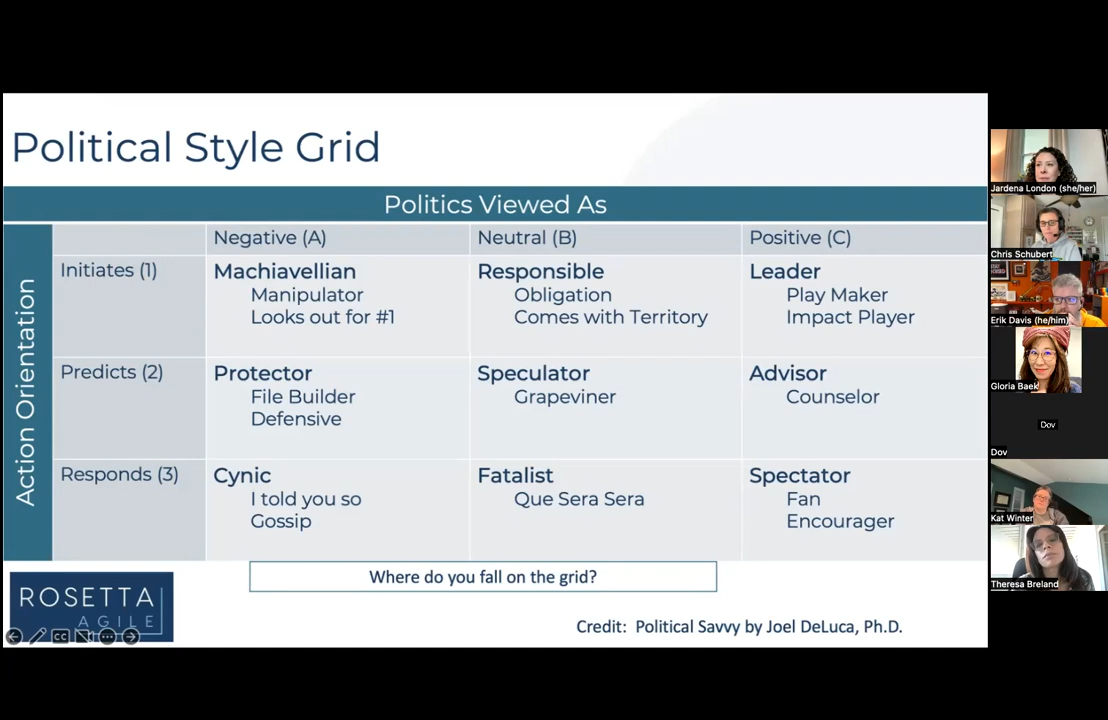 Political Style Grid
Politics Viewed As
Action Orientation
Negative (A)
Neutral (B)
Positive (C)
Initiates (1)
Machiavellian
Manipulator
Looks out for #1
Responsible
Obligation
Comes with Territory
Leader
Play Maker
Impact Player
Predicts (2)
Protector
File Builder
Defensive
Speculator
Grapeviner
Advisor
Counselor
Responds (3)
Cynic
I told you so
Gossip
Fatalist
Que Sera Sera
Spectator
Fan
Encourager
Where do you fall on the grid?
ROSETTA
AGILE
CC
Credit: Political Savvy by Joel DeLuca, Ph.D.
Jardena London (she/her)
Chris Schubert
Erik Davis (he/him)
Gloria Baek
Dov
Dov
Kat Winter
Theresa Breland